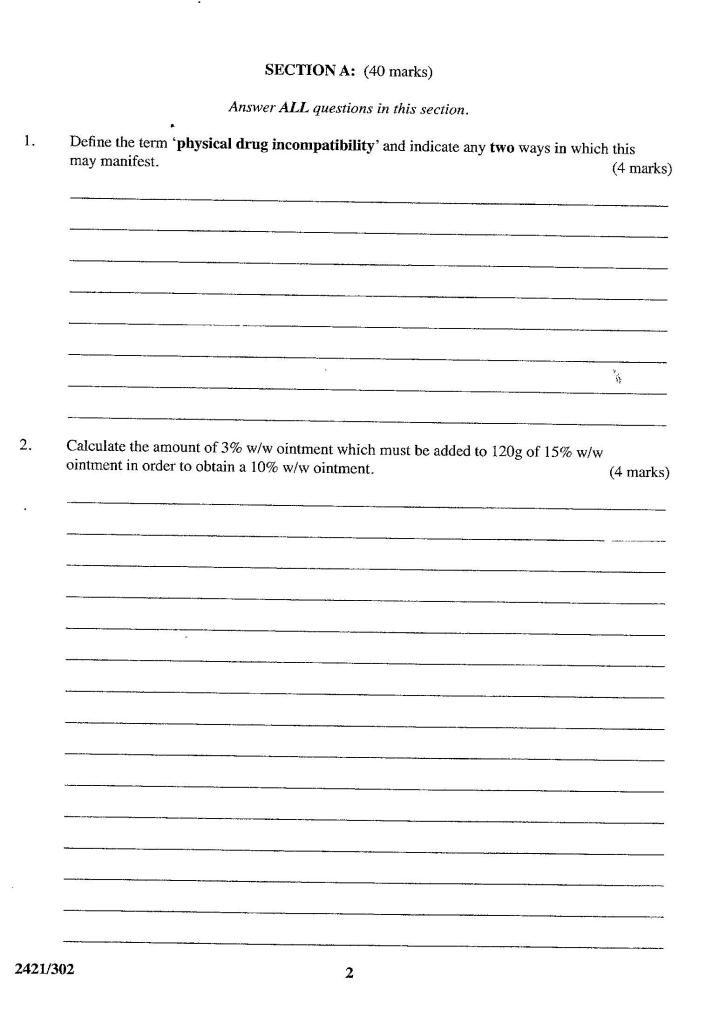 SECTION A: (40 marks)
Answer ALL questions in this section.
1. Define the term ‘physical drug incompatibility’ and indicate any two ways in which this
may manifest. (4 marks)
2. Calculate the amount of 3% w/w ointment which must be added to 120g of 15% w/w
ointment in order to obtain a 10% w/w ointment. (4 marks)
2421/302 2